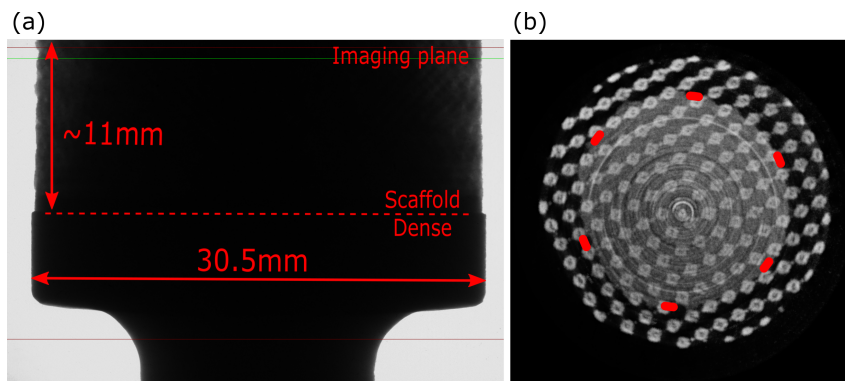 (a)
(b)
Imaging plane
~11mm
Scaffold
Dense
30.5mm